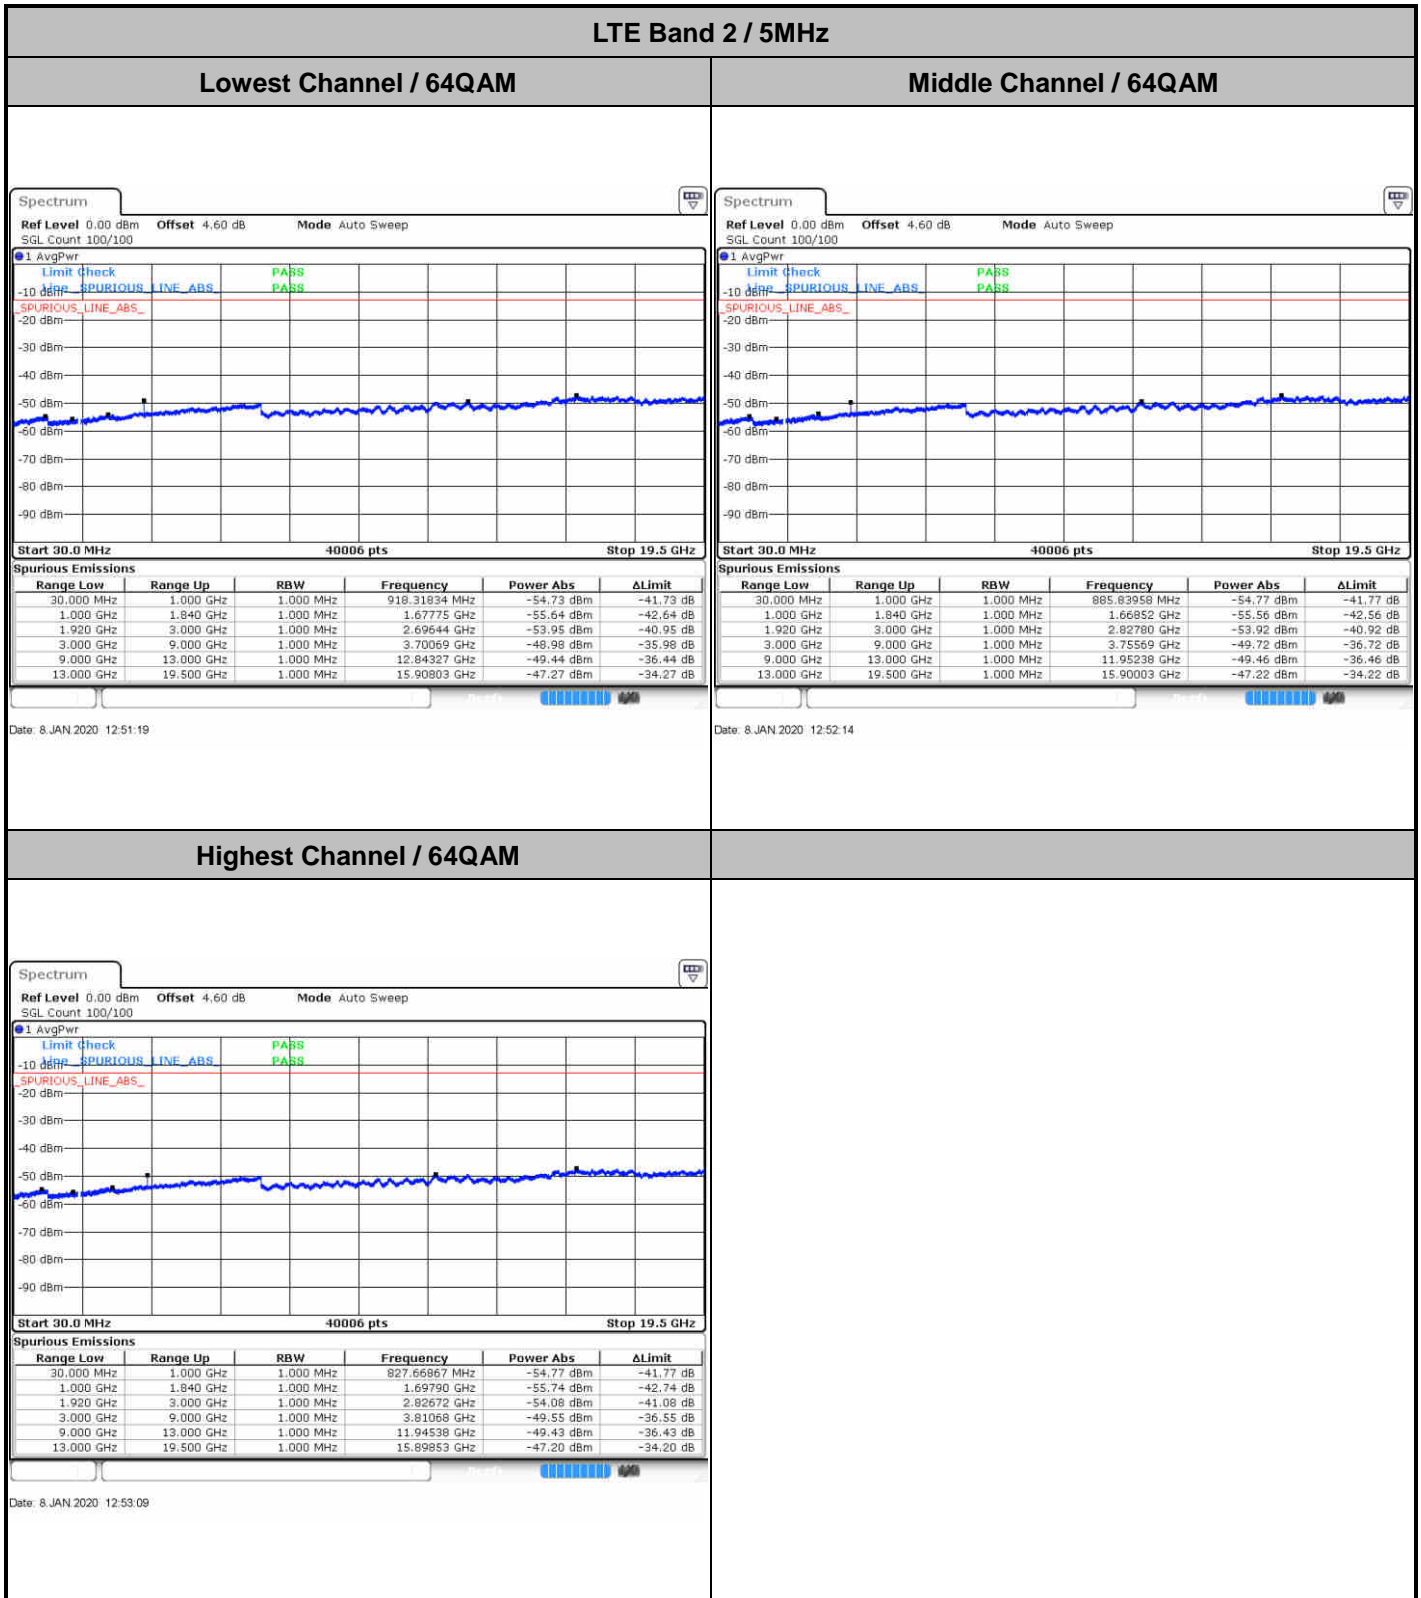 LTE Band 2 / 5MHz
Lowest Channel / 64QAM
Middle Channel / 64QAM
Spectrum
Ref Level 0.00 dBm Offset 4.60 dB Mode Auto Sweep
SGL Count 100/100
1 AvgPwr
Limit Check PASS
Line _SPURIOUS_LINE_ABS_ PASS
-10 dBm
_SPURIOUS_LINE_ABS_
-20 dBm
-30 dBm
-40 dBm
-50 dBm
-60 dBm
-70 dBm
-80 dBm
-90 dBm
Start 30.0 MHz 40006 pts Stop 19.5 GHz
Spurious Emissions
Range Low Range Up RBW Frequency Power Abs ΔLimit
30.000 MHz 1.000 GHz 1.000 MHz 918.31834 MHz -54.73 dBm -41.73 dB
1.000 GHz 1.840 GHz 1.000 MHz 1.67775 GHz -55.64 dBm -42.64 dB
1.920 GHz 3.000 GHz 1.000 MHz 2.69644 GHz -53.95 dBm -40.95 dB
3.000 GHz 9.000 GHz 1.000 MHz 3.70069 GHz -48.98 dBm -35.98 dB
9.000 GHz 13.000 GHz 1.000 MHz 12.84327 GHz -49.44 dBm -36.44 dB
13.000 GHz 19.500 GHz 1.000 MHz 15.90803 GHz -47.27 dBm -34.27 dB
Date: 8.JAN.2020 12:51:19
Spectrum
Ref Level 0.00 dBm Offset 4.60 dB Mode Auto Sweep
SGL Count 100/100
1 AvgPwr
Limit Check PASS
Line _SPURIOUS_LINE_ABS_ PASS
-10 dBm
_SPURIOUS_LINE_ABS_
-20 dBm
-30 dBm
-40 dBm
-50 dBm
-60 dBm
-70 dBm
-80 dBm
-90 dBm
Start 30.0 MHz 40006 pts Stop 19.5 GHz
Spurious Emissions
Range Low Range Up RBW Frequency Power Abs ΔLimit
30.000 MHz 1.000 GHz 1.000 MHz 885.83958 MHz -54.77 dBm -41.77 dB
1.000 GHz 1.840 GHz 1.000 MHz 1.66852 GHz -55.56 dBm -42.56 dB
1.920 GHz 3.000 GHz 1.000 MHz 2.82780 GHz -53.92 dBm -40.92 dB
3.000 GHz 9.000 GHz 1.000 MHz 3.75569 GHz -49.72 dBm -36.72 dB
9.000 GHz 13.000 GHz 1.000 MHz 11.95238 GHz -49.46 dBm -36.46 dB
13.000 GHz 19.500 GHz 1.000 MHz 15.90003 GHz -47.22 dBm -34.22 dB
Date: 8.JAN.2020 12:52:14
Highest Channel / 64QAM
Spectrum
Ref Level 0.00 dBm Offset 4.60 dB Mode Auto Sweep
SGL Count 100/100
1 AvgPwr
Limit Check PASS
Line _SPURIOUS_LINE_ABS_ PASS
-10 dBm
_SPURIOUS_LINE_ABS_
-20 dBm
-30 dBm
-40 dBm
-50 dBm
-60 dBm
-70 dBm
-80 dBm
-90 dBm
Start 30.0 MHz 40006 pts Stop 19.5 GHz
Spurious Emissions
Range Low Range Up RBW Frequency Power Abs ΔLimit
30.000 MHz 1.000 GHz 1.000 MHz 827.66867 MHz -54.77 dBm -41.77 dB
1.000 GHz 1.840 GHz 1.000 MHz 1.69790 GHz -55.74 dBm -42.74 dB
1.920 GHz 3.000 GHz 1.000 MHz 2.82672 GHz -54.08 dBm -41.08 dB
3.000 GHz 9.000 GHz 1.000 MHz 3.81068 GHz -49.55 dBm -36.55 dB
9.000 GHz 13.000 GHz 1.000 MHz 11.94538 GHz -49.43 dBm -36.43 dB
13.000 GHz 19.500 GHz 1.000 MHz 15.89853 GHz -47.20 dBm -34.20 dB
Date: 8.JAN.2020 12:53:09